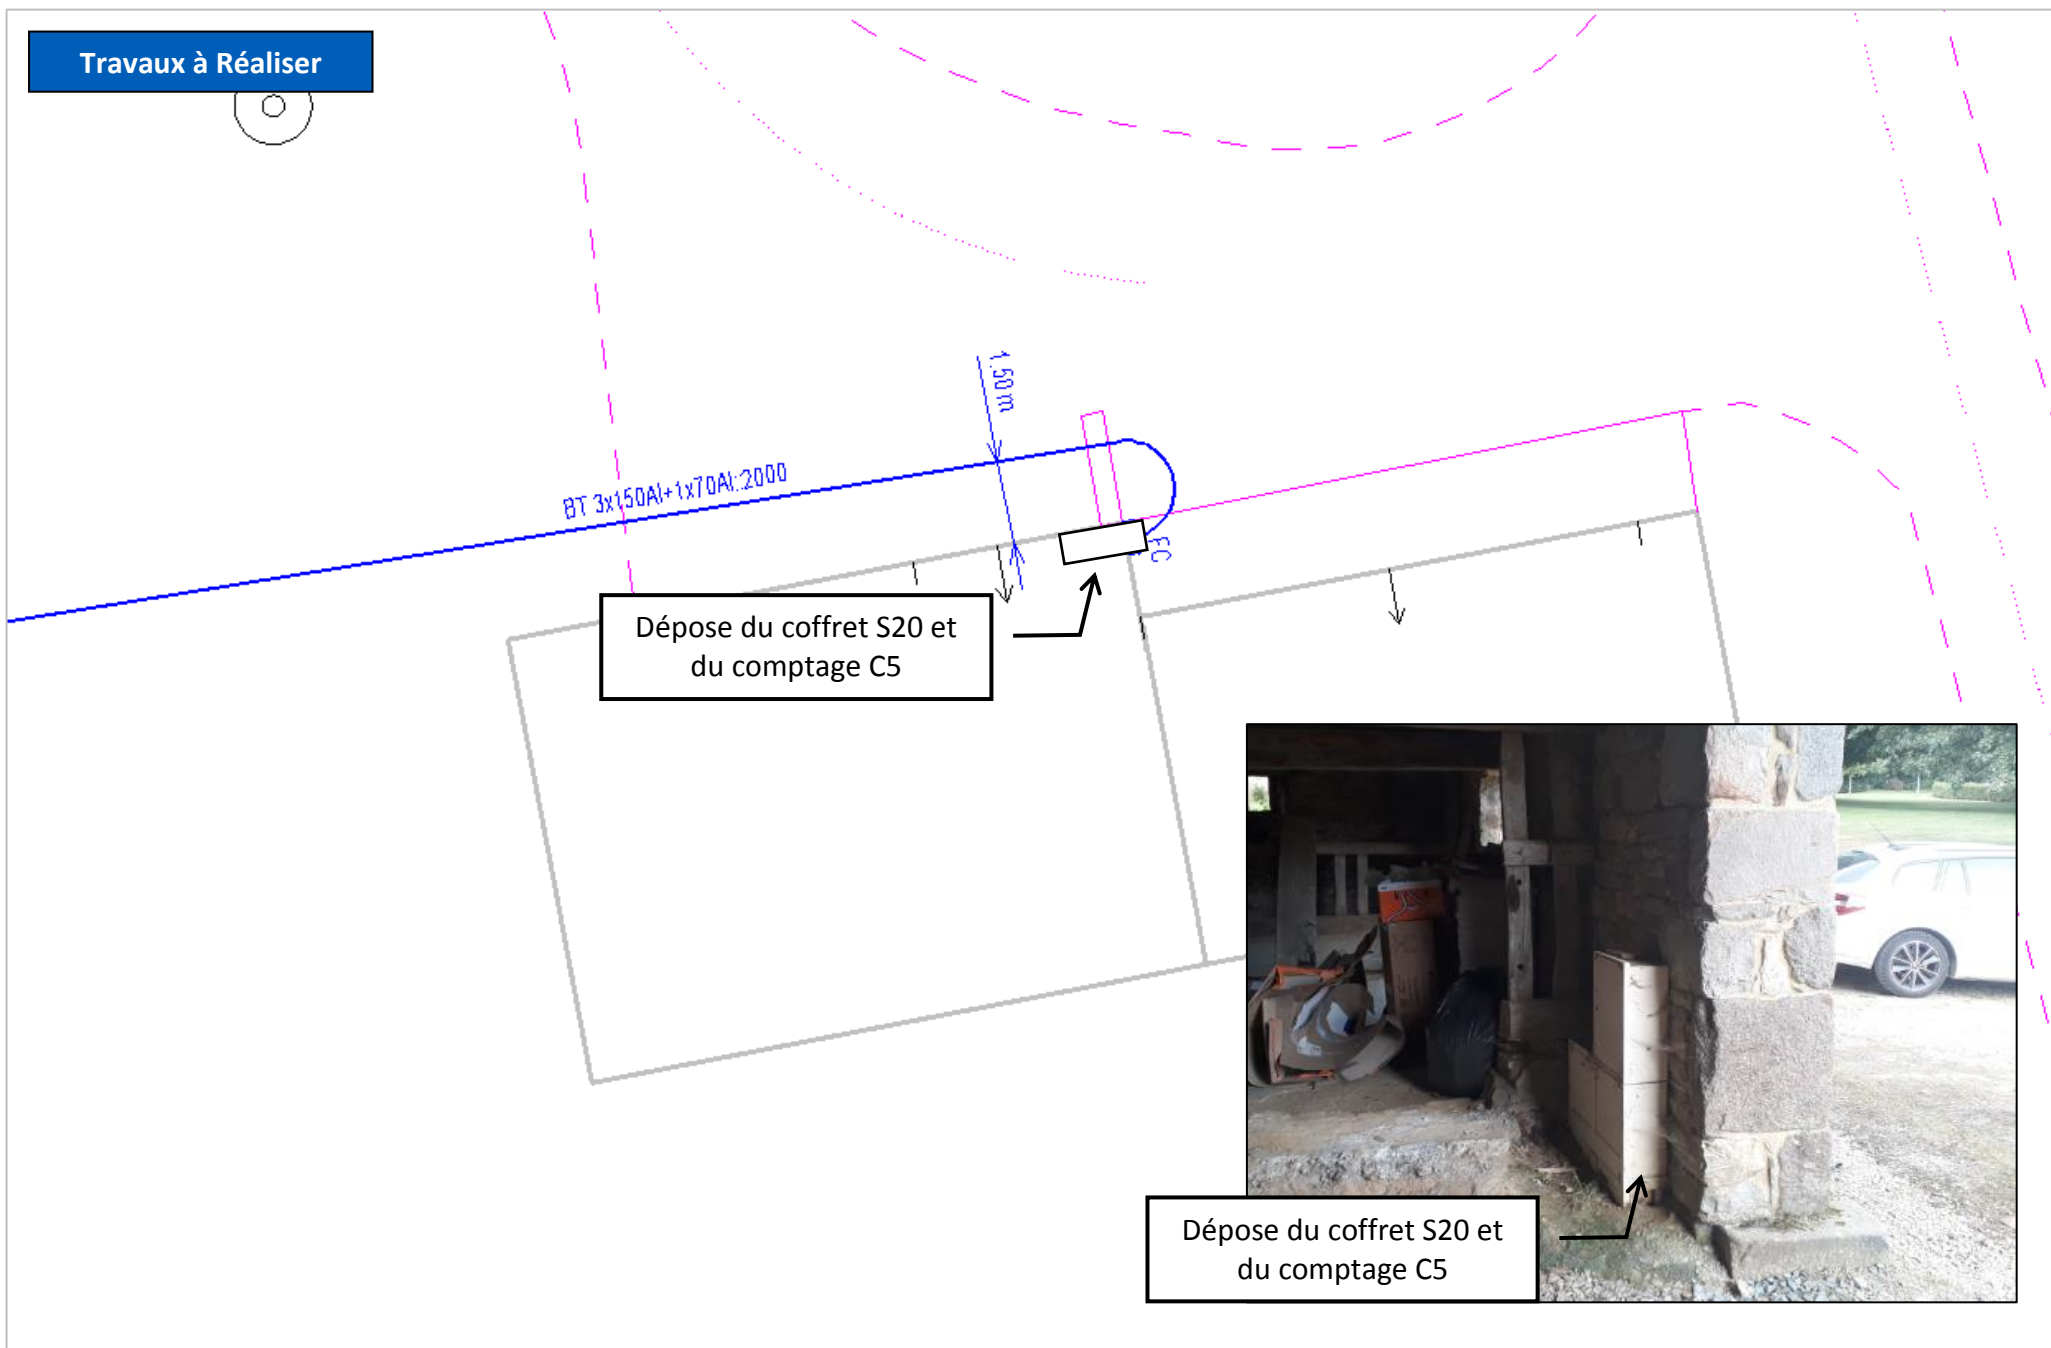 Travaux à Réaliser
1.50 m
BT 3x150Al+1x70Al::2000
FC
Dépose du coffret S20 et
du comptage C5
Dépose du coffret S20 et
du comptage C5